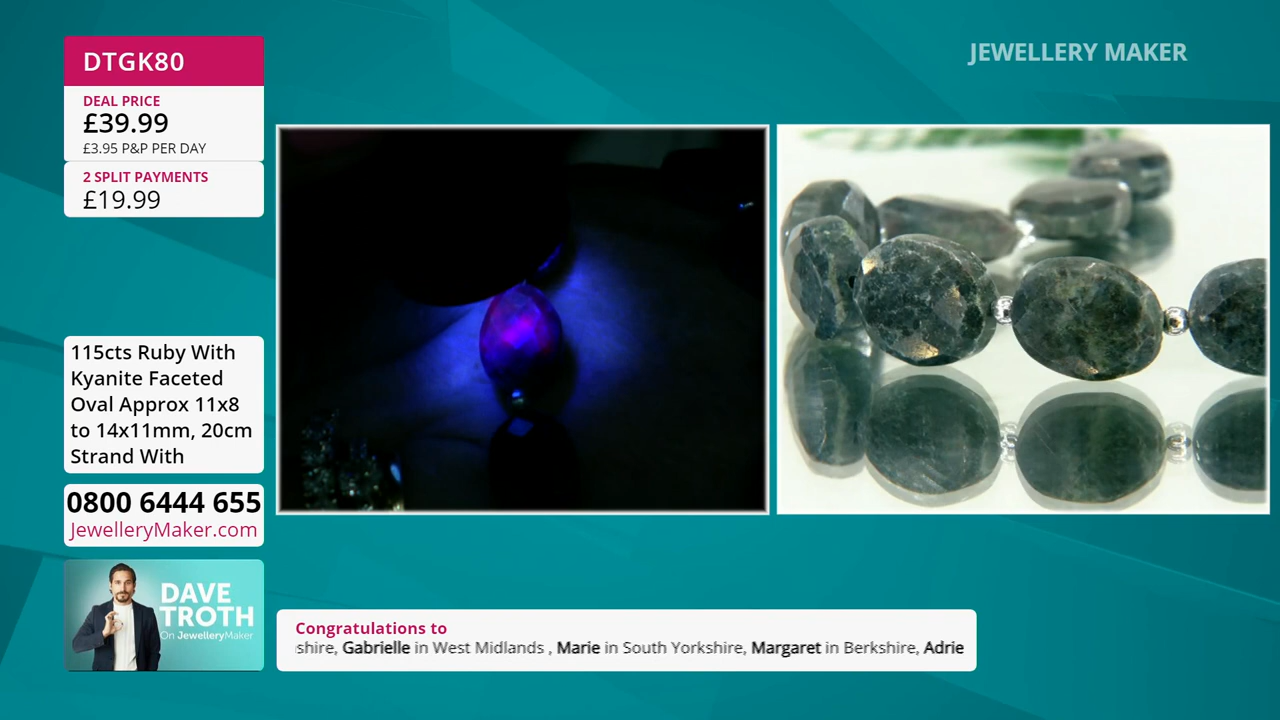 DTGK80
DEAL PRICE
£39.99
£3.95 P&P PER DAY
2 SPLIT PAYMENTS
£19.99
JEWELLERY MAKER
115cts Ruby With
Kyanite Faceted
Oval Approx 11x8
to 14x11mm, 20cm
Strand With
0800 6444 655
JewelleryMaker.com
DAVE
TROTH
On JewelleryMaker
Congratulations to
shire, Gabrielle in West Midlands , Marie in South Yorkshire, Margaret in Berkshire, Adrie